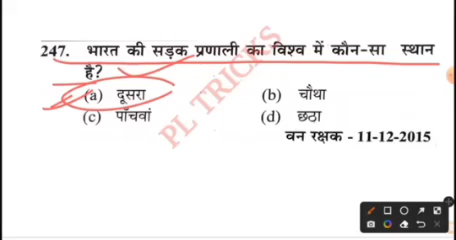 247. भारत की सड़क प्रणाली का विश्व में कौन-सा स्थान
है?
(a) दूसरा (b) चौथा
(c) पाँचवां (d) छठा
वन रक्षक - 11-12-2015
PL TRICKS